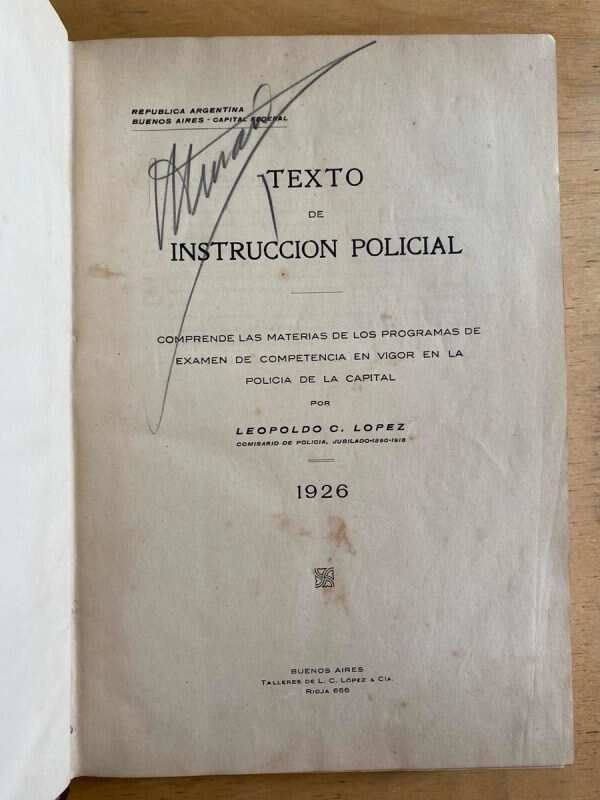 REPUBLICA ARGENTINA
BUENOS AIRES - CAPITAL FEDERAL
TEXTO
DE
INSTRUCCION POLICIAL
COMPRENDE LAS MATERIAS DE LOS PROGRAMAS DE
EXAMEN DE COMPETENCIA EN VIGOR EN LA
POLICIA DE LA CAPITAL
POR
LEOPOLDO C. LOPEZ
COMISARIO DE POLICIA, JUBILADO-1890-1918
1926
BUENOS AIRES
TALLERES DE L. C. LÓPEZ & CIA.
RIOJA 666